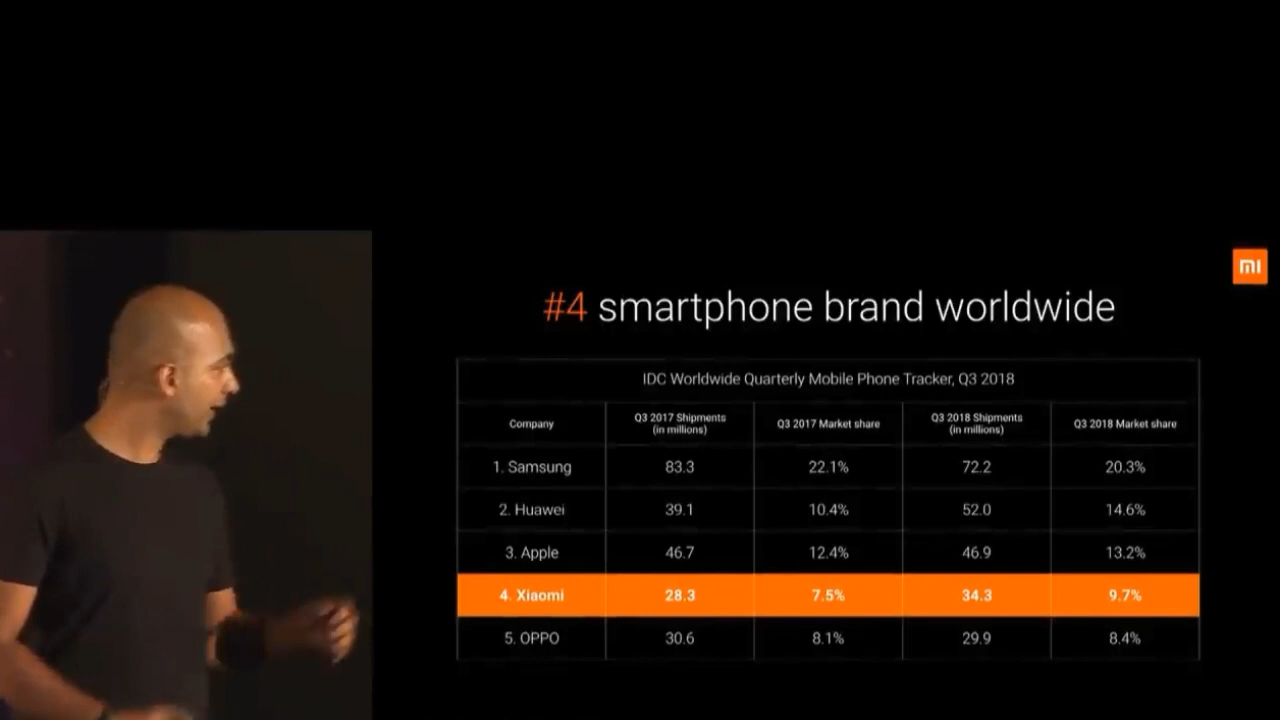 mi
#4 smartphone brand worldwide
IDC Worldwide Quarterly Mobile Phone Tracker, Q3 2018
Company Q3 2017 Shipments (in millions) Q3 2017 Market share Q3 2018 Shipments (in millions) Q3 2018 Market share
1. Samsung 83.3 22.1% 72.2 20.3%
2. Huawei 39.1 10.4% 52.0 14.6%
3. Apple 46.7 12.4% 46.9 13.2%
4. Xiaomi 28.3 7.5% 34.3 9.7%
5. OPPO 30.6 8.1% 29.9 8.4%